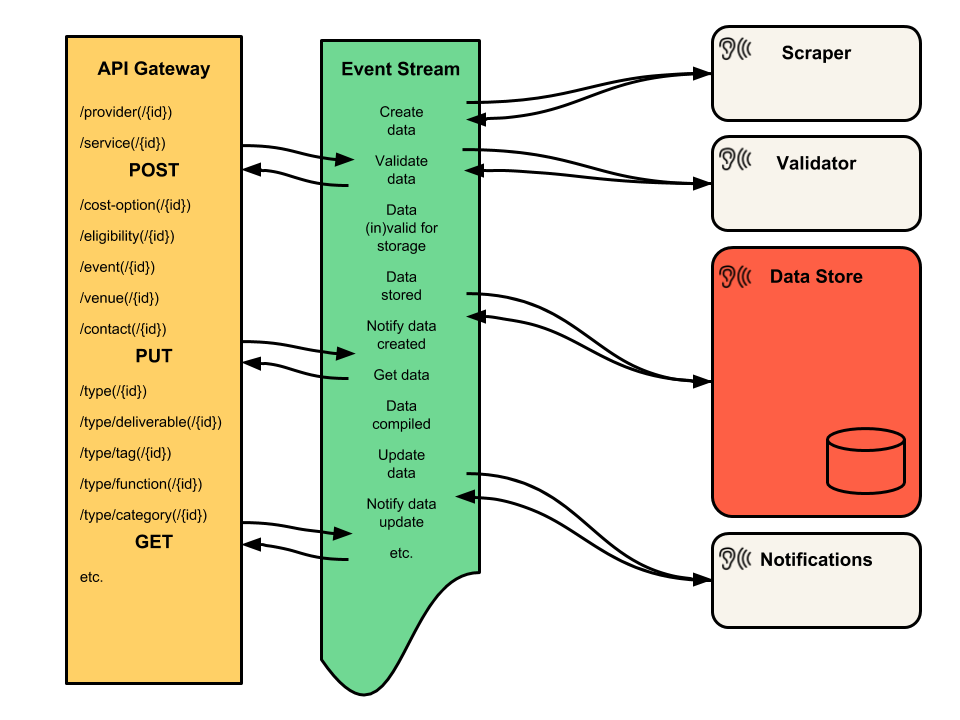 API Gateway
/provider(/{id})
/service(/{id})
POST
/cost-option(/{id})
/eligibility(/{id})
/event(/{id})
/venue(/{id})
/contact(/{id})
PUT
/type(/{id})
/type/deliverable(/{id})
/type/tag(/{id})
/type/function(/{id})
/type/category(/{id})
GET
etc.
Event Stream
Create
data
Validate
data
Data
(in)valid for
storage
Data
stored
Notify data
created
Get data
Data
compiled
Update
data
Notify data
update
etc.
Scraper
Validator
Data Store
Notifications